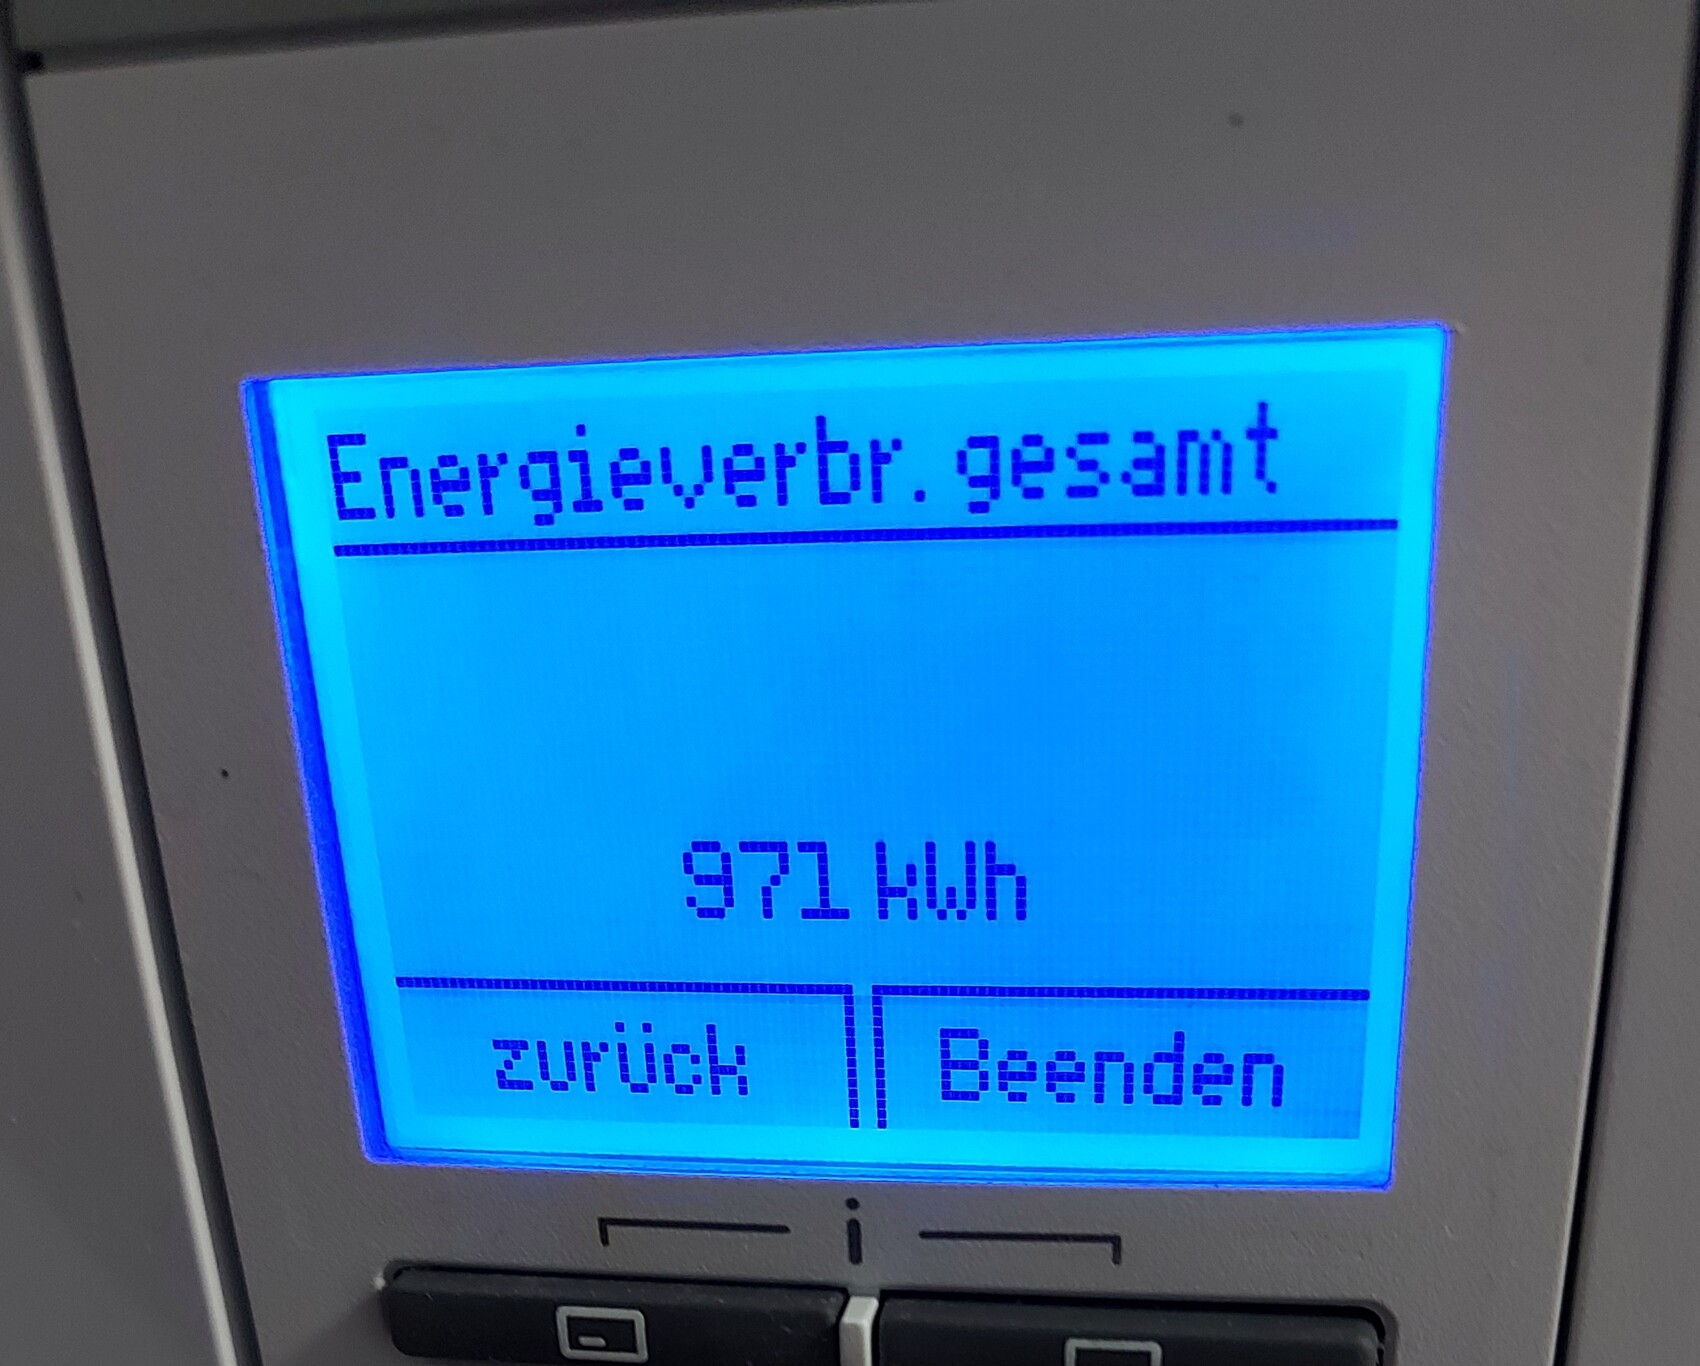 Energieverbr. gesamt
971 kWh
zurück Beenden
i